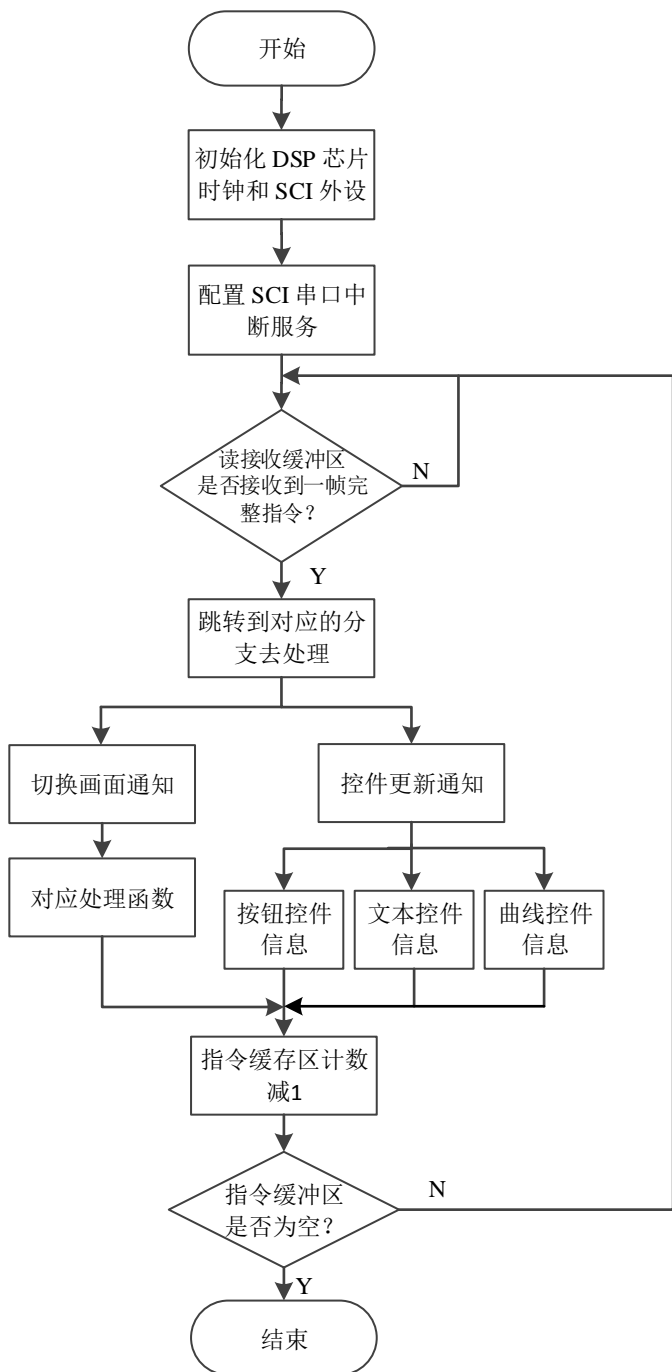 开始
初始化 DSP 芯片
时钟和 SCI 外设
配置 SCI 串口中
断服务
读接收缓冲区
是否接收到一帧完
整指令？
N
Y
跳转到对应的分
支去处理
切换画面通知
控件更新通知
对应处理函数
按钮控件
信息
文本控件
信息
曲线控件
信息
指令缓存区计数
减1
指令缓冲区
是否为空？
N
Y
结束